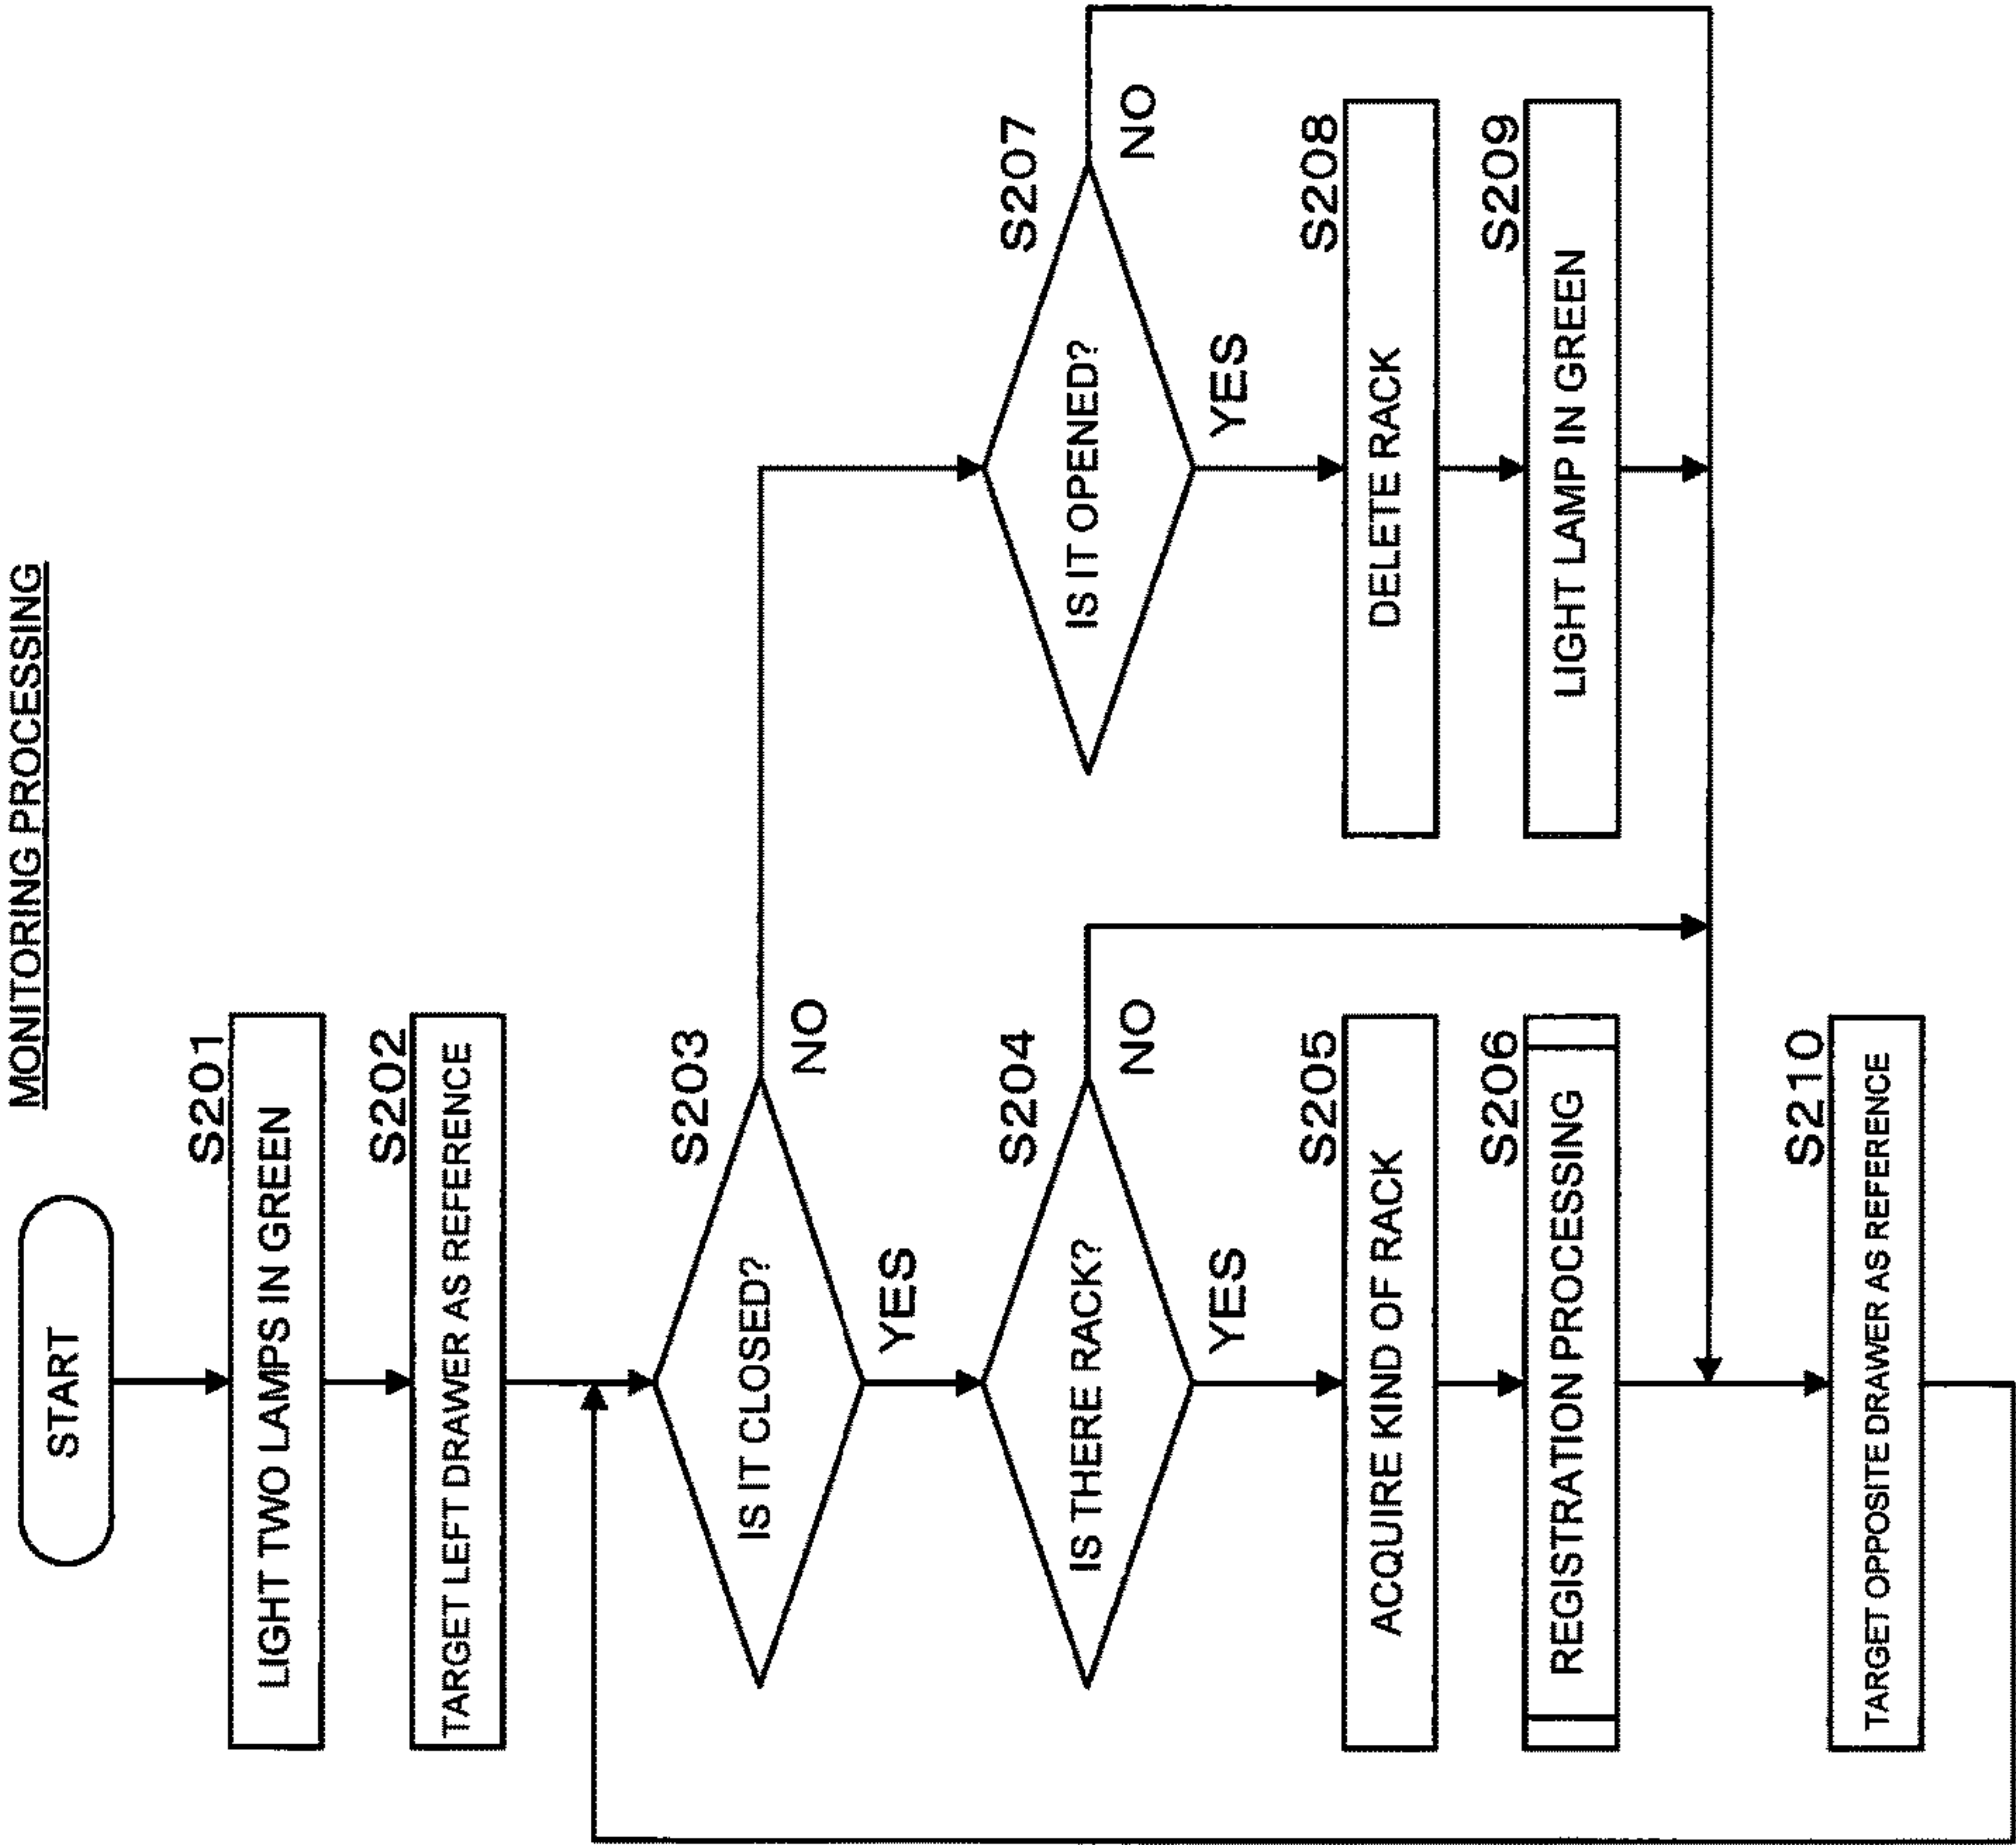 MONITORING PROCESSING
START
S201
LIGHT TWO LAMPS IN GREEN
S202
TARGET LEFT DRAWER AS REFERENCE
S203
IS IT CLOSED?
NO
YES
S204
IS THERE RACK?
NO
YES
S205
ACQUIRE KIND OF RACK
S206
REGISTRATION PROCESSING
S207
IS IT OPENED?
NO
YES
S208
DELETE RACK
S209
LIGHT LAMP IN GREEN
S210
TARGET OPPOSITE DRAWER AS REFERENCE